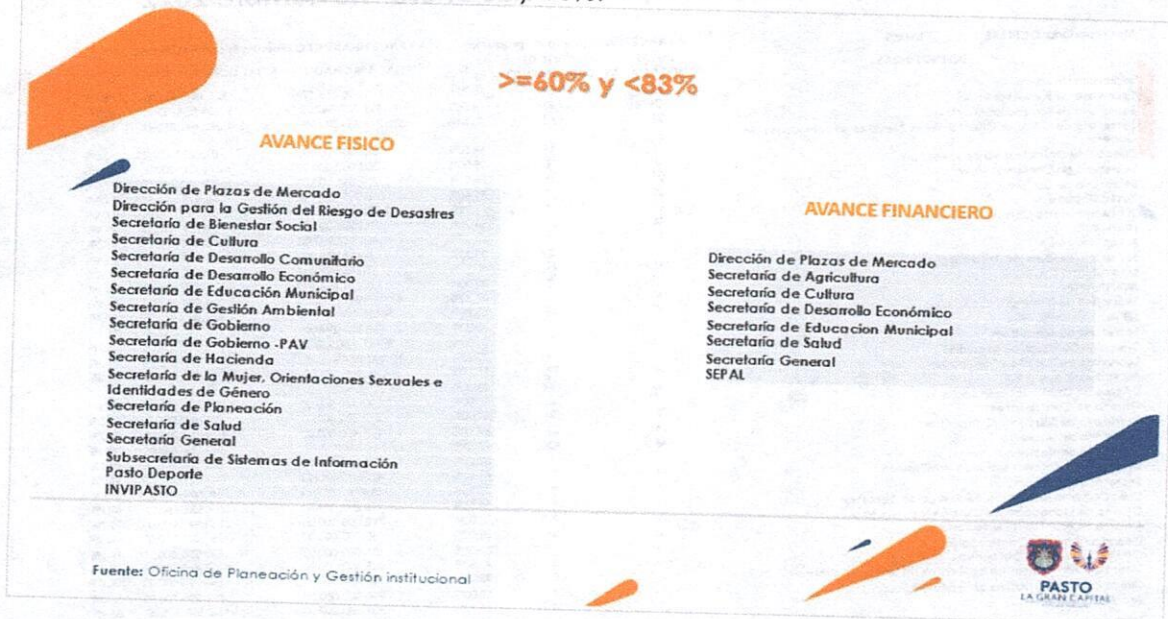 >=60% y <83%
AVANCE FISICO
Dirección de Plazas de Mercado
Dirección para la Gestión del Riesgo de Desastres
Secretaría de Bienestar Social
Secretaría de Cultura
Secretaría de Desarrollo Comunitario
Secretaría de Desarrollo Económico
Secretaría de Educación Municipal
Secretaría de Gestión Ambiental
Secretaría de Gobierno
Secretaría de Gobierno -PAV
Secretaría de Hacienda
Secretaría de la Mujer, Orientaciones Sexuales e
Identidades de Género
Secretaría de Planeación
Secretaría de Salud
Secretaría General
Subsecretaría de Sistemas de Información
Pasto Deporte
INVIPASTO
AVANCE FINANCIERO
Dirección de Plazas de Mercado
Secretaría de Agricultura
Secretaría de Cultura
Secretaría de Desarrollo Económico
Secretaría de Educacion Municipal
Secretaría de Salud
Secretaría General
SEPAL
Fuente: Oficina de Planeación y Gestión institucional
PASTO
LA GRAN CAPITAL